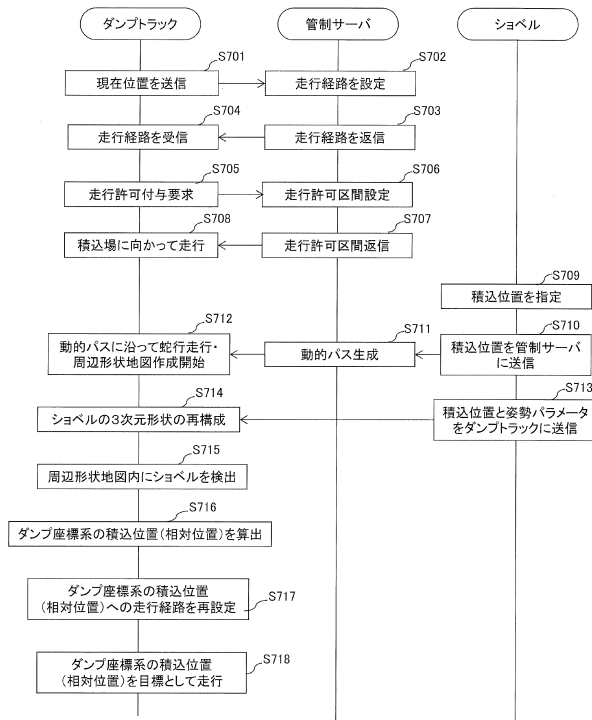 ダンプトラック
管制サーバ
ショベル
S701
現在位置を送信
S702
走行経路を設定
S704
走行経路を受信
S703
走行経路を返信
S705
走行許可付与要求
S706
走行許可区間設定
S708
積込場に向かって走行
S707
走行許可区間返信
S709
積込位置を指定
S712
動的パスに沿って蛇行走行・
周辺形状地図作成開始
S711
動的パス生成
S710
積込位置を管制サーバ
に送信
S714
ショベルの3次元形状の再構成
S713
積込位置と姿勢パラメータ
をダンプトラックに送信
S715
周辺形状地図内にショベルを検出
S716
ダンプ座標系の積込位置(相対位置)を算出
ダンプ座標系の積込位置
(相対位置)への走行経路を再設定
S717
ダンプ座標系の積込位置
(相対位置)を目標として走行
S718